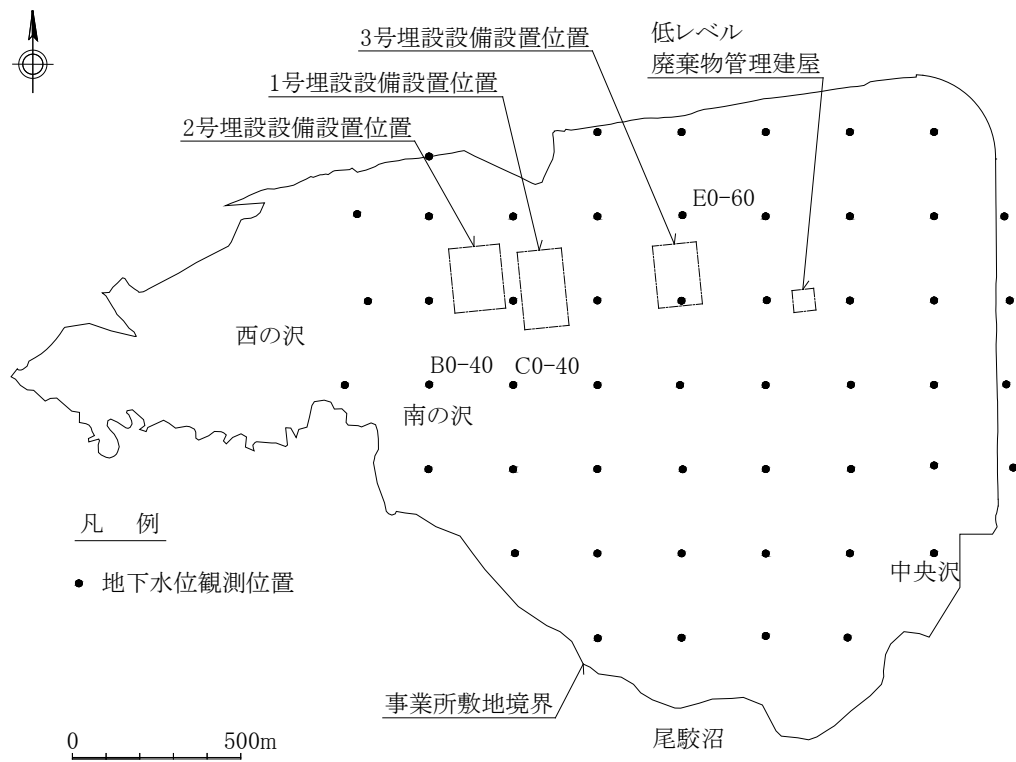 3号埋設設備設置位置
低レベル
廃棄物管理建屋
1号埋設設備設置位置
2号埋設設備設置位置
E0-60
西の沢
B0-40
C0-40
南の沢
凡 例
地下水位観測位置
中央沢
事業所敷地境界
尾駮沼
0
500m